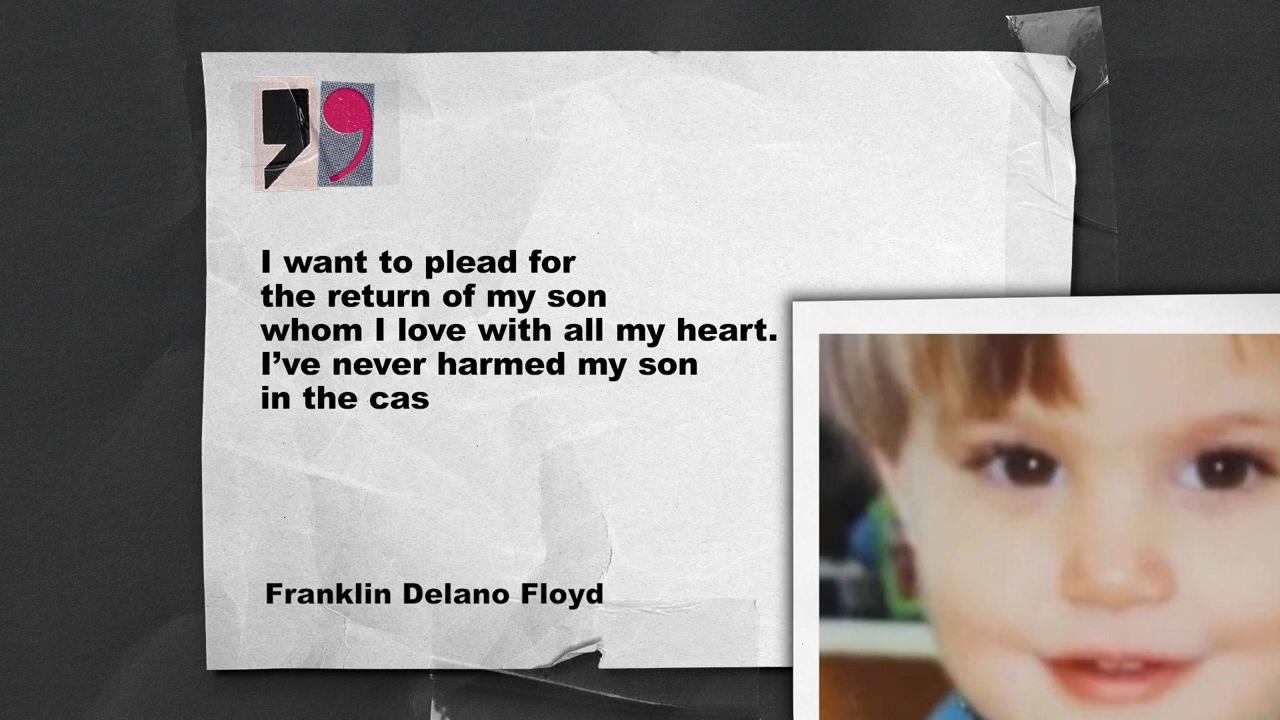 I want to plead for
the return of my son
whom I love with all my heart.
I’ve never harmed my son
in the cas
Franklin Delano Floyd